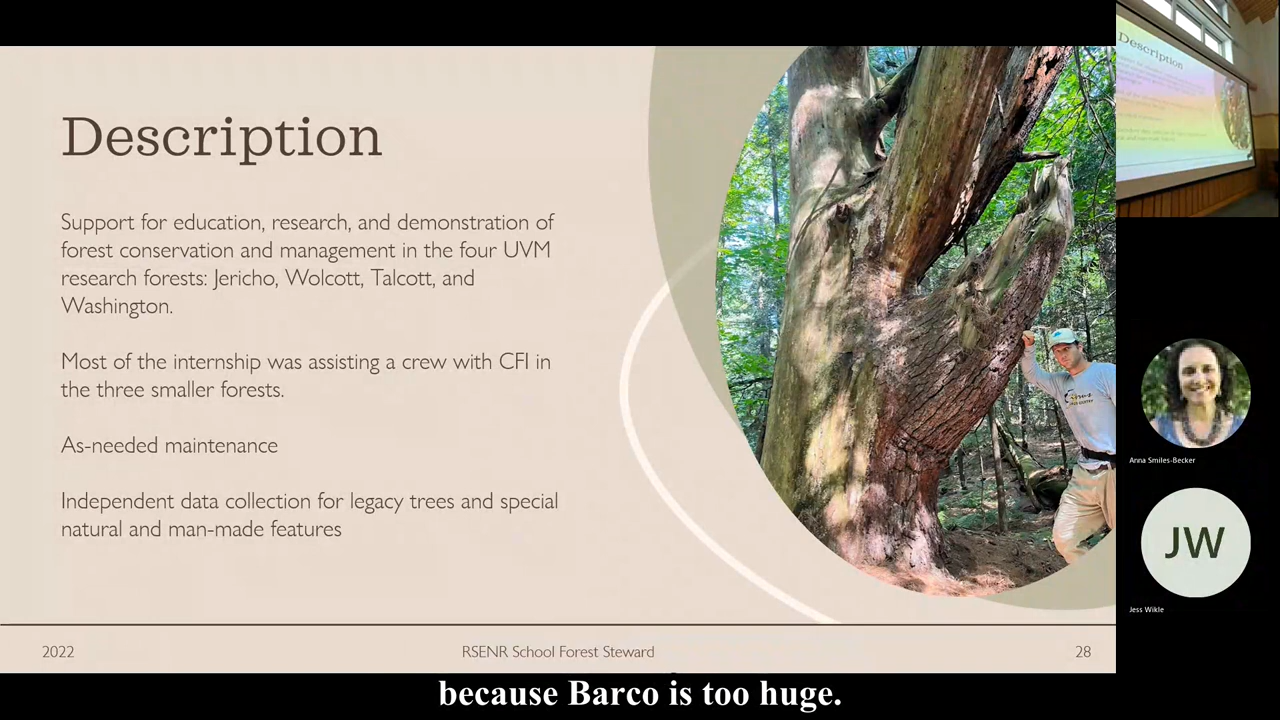 Description
Support for education, research, and demonstration of
forest conservation and management in the four UVM
research forests: Jericho, Wolcott, Talcott, and
Washington.
Most of the internship was assisting a crew with CFI in
the three smaller forests.
As-needed maintenance
Independent data collection for legacy trees and special
natural and man-made features
2022
RSENR School Forest Steward
28
Description
Anna Smiles-Becker
JW
Jess Wikle
because Barco is too huge.